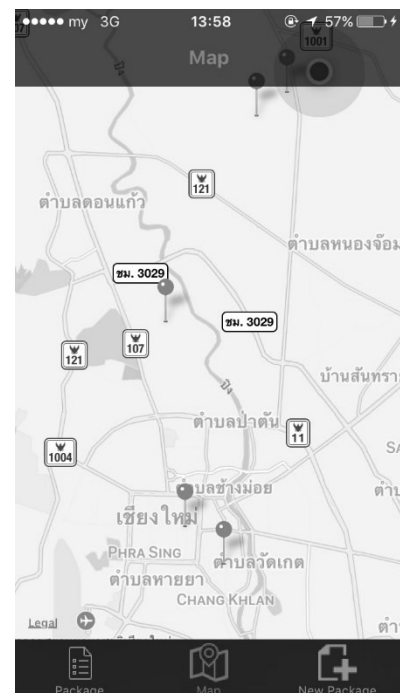 my 3G 13:58 57%
1001
Map
121
ตำบลดอนแก้ว
ปิง
ตำบลหนองจ๊อม
ชม. 3029
ชม. 3029
107
121
บ้านสันทรา
ปิง
ตำบลป่าตัน
11
1004
ตำบลช้างม่อย
เชียงใหม่
PHRA SING
ตำบลวัดเกต
ตำบลหายยา
CHANG KHLAN
Legal
Package Map New Package